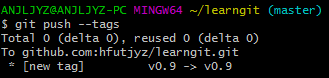 ANJLJYZ@ANJLJYZ-PC MINGW64 ~/learngit (master)
$ git push --tags
Total 0 (delta 0), reused 0 (delta 0)
To github.com:hfutjyz/learngit.git
 * [new tag]         v0.9 -> v0.9